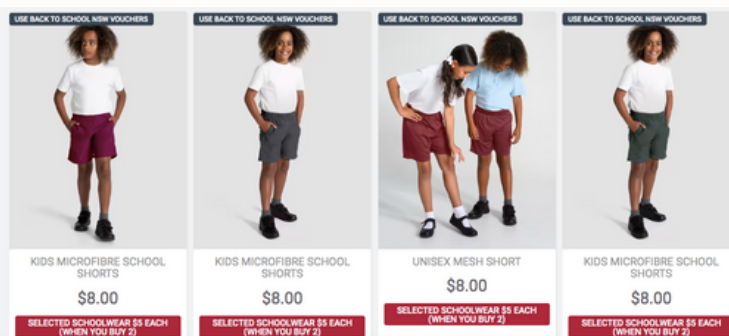 USE BACK TO SCHOOL NSW VOUCHERS
KIDS MICROFIBRE SCHOOL
SHORTS
$8.00
SELECTED SCHOOLWEAR $5 EACH
(WHEN YOU BUY 2)
USE BACK TO SCHOOL NSW VOUCHERS
KIDS MICROFIBRE SCHOOL
SHORTS
$8.00
SELECTED SCHOOLWEAR $5 EACH
(WHEN YOU BUY 2)
USE BACK TO SCHOOL NSW VOUCHERS
UNISEX MESH SHORT
$8.00
SELECTED SCHOOLWEAR $5 EACH
(WHEN YOU BUY 2)
USE BACK TO SCHOOL NSW VOUCHERS
KIDS MICROFIBRE SCHOOL
SHORTS
$8.00
SELECTED SCHOOLWEAR $5 EACH
(WHEN YOU BUY 2)